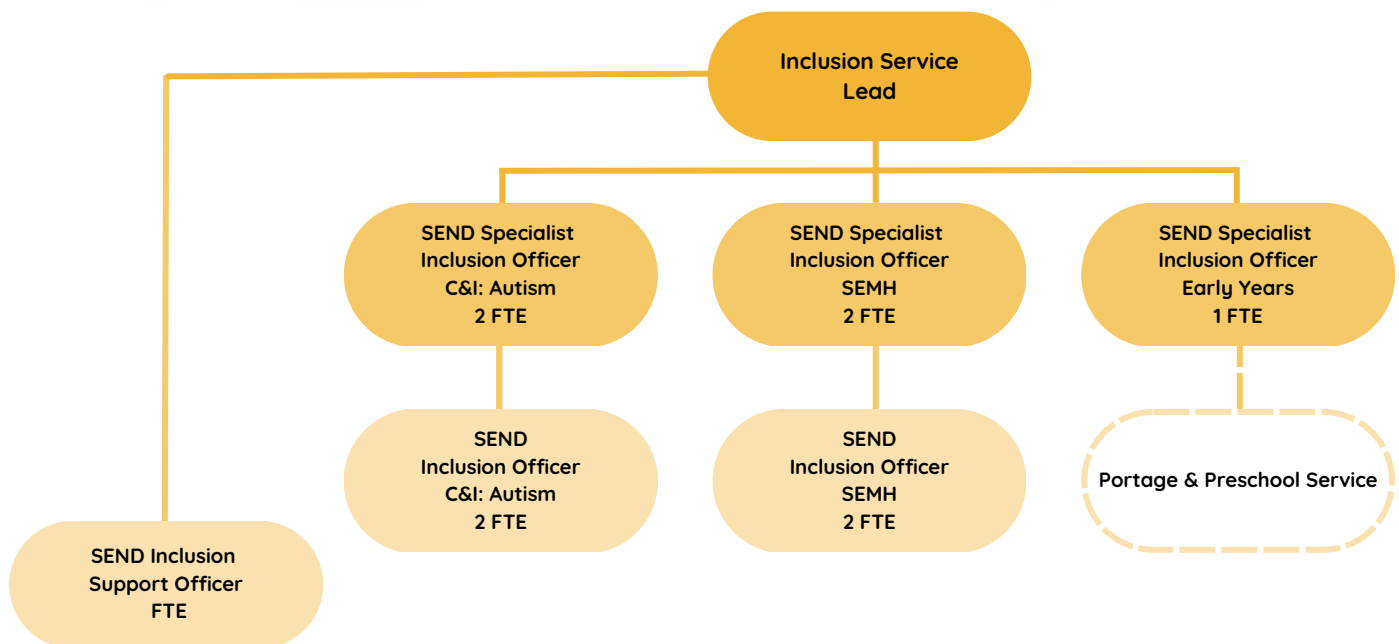 Inclusion Service
Lead
SEND Specialist
Inclusion Officer
C&I: Autism
2 FTE
SEND Specialist
Inclusion Officer
SEMH
2 FTE
SEND Specialist
Inclusion Officer
Early Years
1 FTE
SEND
Inclusion Officer
C&I: Autism
2 FTE
SEND
Inclusion Officer
SEMH
2 FTE
Portage & Preschool Service
SEND Inclusion
Support Officer
FTE